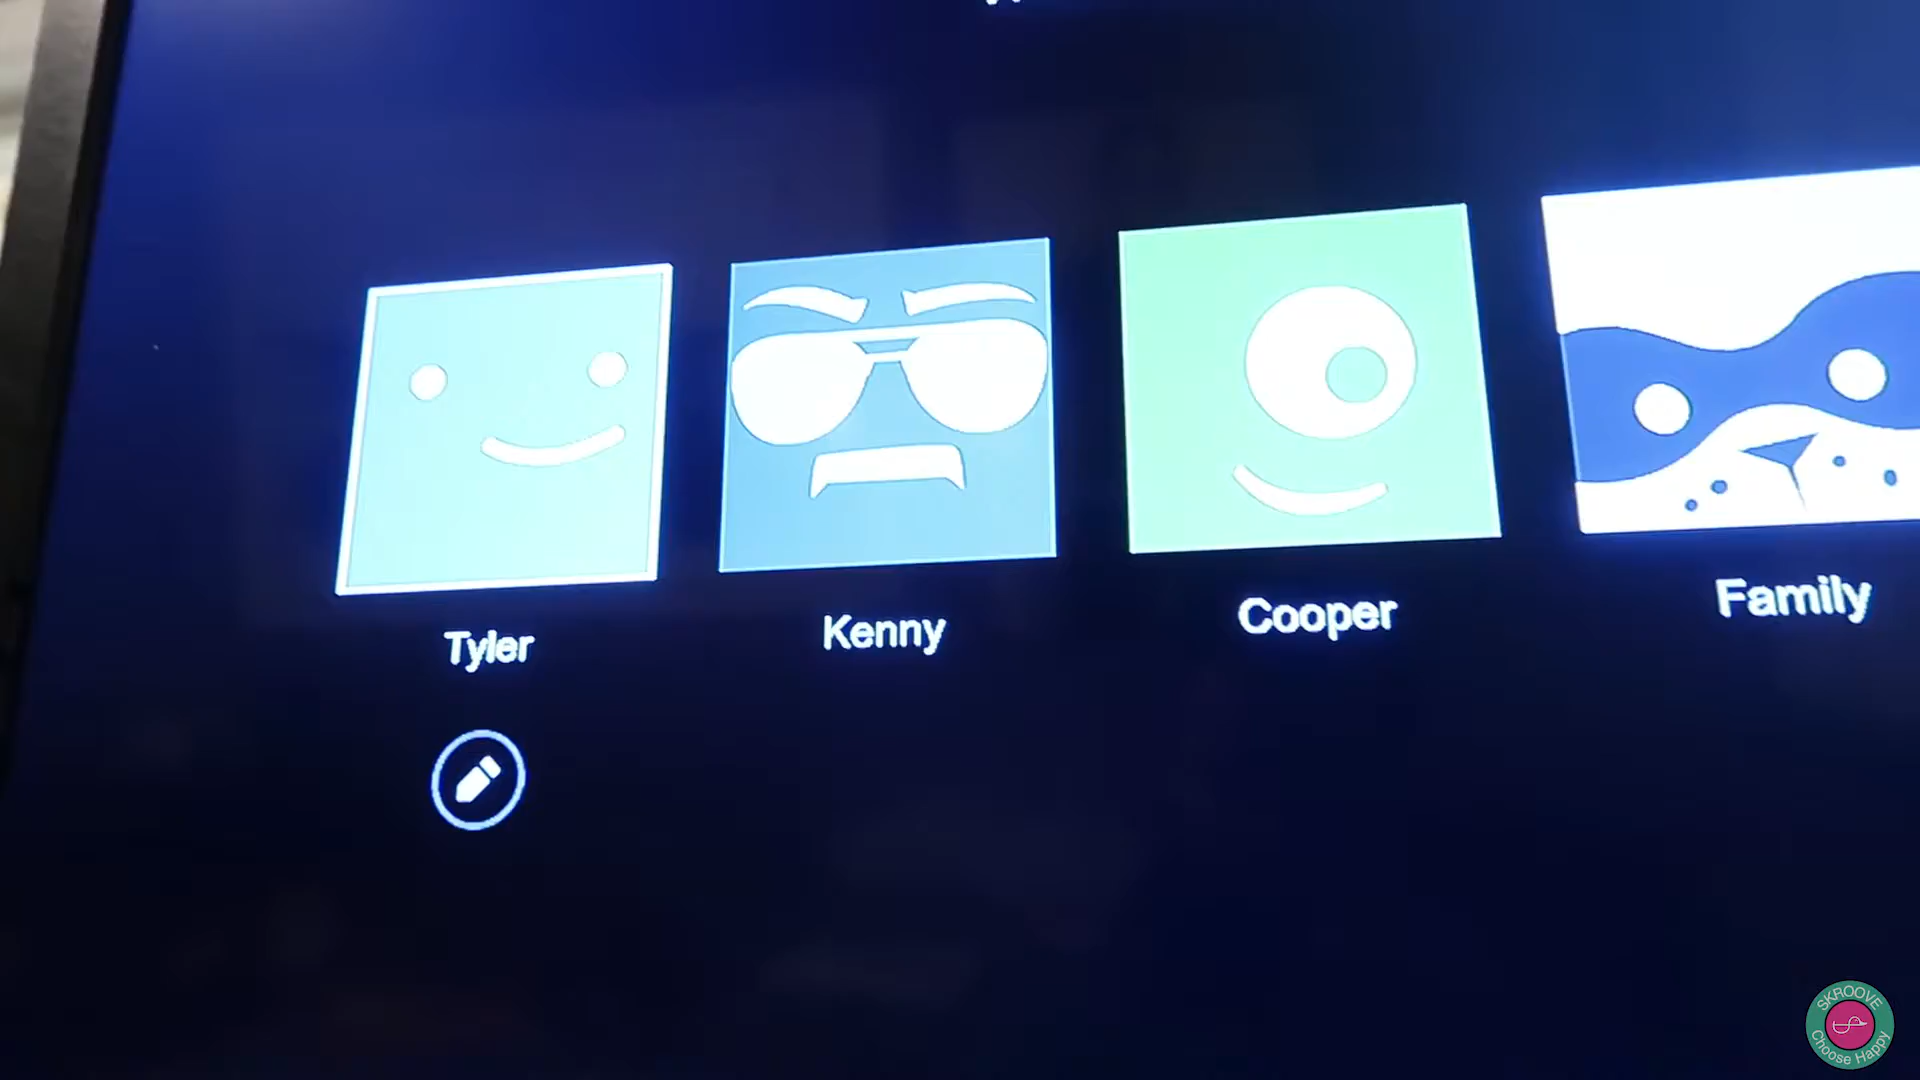 Tyler
Kenny
Cooper
Family
SKROOVE
Choose Happy